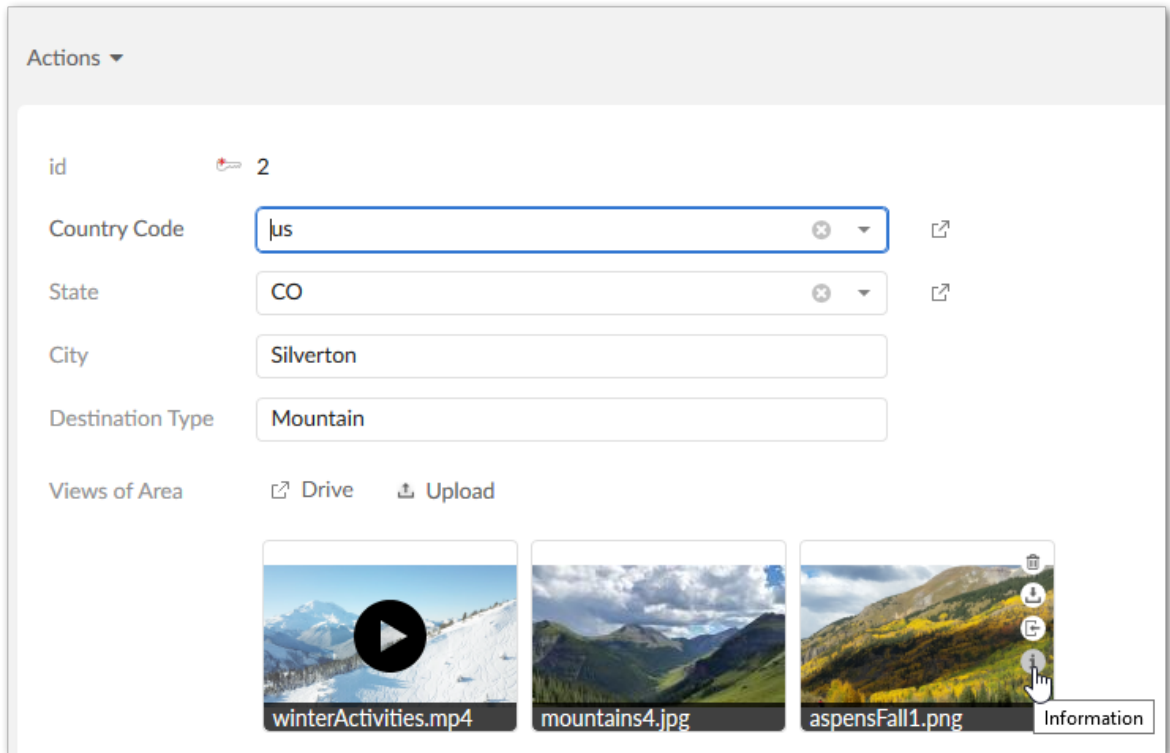 Actions
id 2
Country Code us
State CO
City Silverton
Destination Type Mountain
Views of Area Drive Upload
winterActivities.mp4 mountains4.jpg aspensFall1.png Information